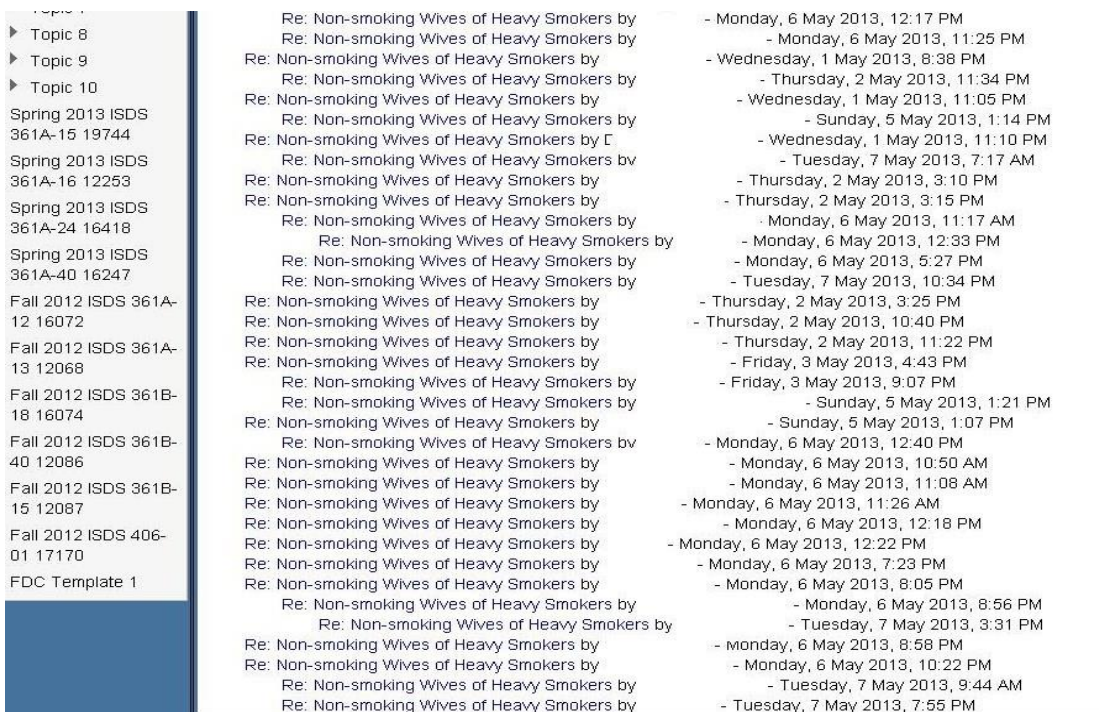 Topic 8
Topic 9
Topic 10
Spring 2013 ISDS
361A-15 19744
Spring 2013 ISDS
361A-16 12253
Spring 2013 ISDS
361A-24 16418
Spring 2013 ISDS
361A-40 16247
Fall 2012 ISDS 361A-
12 16072
Fall 2012 ISDS 361A-
13 12068
Fall 2012 ISDS 361B-
18 16074
Fall 2012 ISDS 361B-
40 12086
Fall 2012 ISDS 361B-
15 12087
Fall 2012 ISDS 406-
01 17170
FDC Template 1
Re: Non-smoking Wives of Heavy Smokers by - Monday, 6 May 2013, 12:17 PM
Re: Non-smoking Wives of Heavy Smokers by - Monday, 6 May 2013, 11:25 PM
Re: Non-smoking Wives of Heavy Smokers by - Wednesday, 1 May 2013, 8:38 PM
Re: Non-smoking Wives of Heavy Smokers by - Thursday, 2 May 2013, 11:34 PM
Re: Non-smoking Wives of Heavy Smokers by - Wednesday, 1 May 2013, 11:05 PM
Re: Non-smoking Wives of Heavy Smokers by - Sunday, 5 May 2013, 1:14 PM
Re: Non-smoking Wives of Heavy Smokers by - Wednesday, 1 May 2013, 11:10 PM
Re: Non-smoking Wives of Heavy Smokers by - Tuesday, 7 May 2013, 7:17 AM
Re: Non-smoking Wives of Heavy Smokers by - Thursday, 2 May 2013, 3:10 PM
Re: Non-smoking Wives of Heavy Smokers by - Thursday, 2 May 2013, 3:15 PM
Re: Non-smoking Wives of Heavy Smokers by - Monday, 6 May 2013, 11:17 AM
Re: Non-smoking Wives of Heavy Smokers by - Monday, 6 May 2013, 12:33 PM
Re: Non-smoking Wives of Heavy Smokers by - Monday, 6 May 2013, 5:27 PM
Re: Non-smoking Wives of Heavy Smokers by - Tuesday, 7 May 2013, 10:34 PM
Re: Non-smoking Wives of Heavy Smokers by - Thursday, 2 May 2013, 3:25 PM
Re: Non-smoking Wives of Heavy Smokers by - Thursday, 2 May 2013, 10:40 PM
Re: Non-smoking Wives of Heavy Smokers by - Thursday, 2 May 2013, 11:22 PM
Re: Non-smoking Wives of Heavy Smokers by - Friday, 3 May 2013, 4:43 PM
Re: Non-smoking Wives of Heavy Smokers by - Friday, 3 May 2013, 9:07 PM
Re: Non-smoking Wives of Heavy Smokers by - Sunday, 5 May 2013, 1:21 PM
Re: Non-smoking Wives of Heavy Smokers by - Sunday, 5 May 2013, 1:07 PM
Re: Non-smoking Wives of Heavy Smokers by - Monday, 6 May 2013, 12:40 PM
Re: Non-smoking Wives of Heavy Smokers by - Monday, 6 May 2013, 10:50 AM
Re: Non-smoking Wives of Heavy Smokers by - Monday, 6 May 2013, 11:08 AM
Re: Non-smoking Wives of Heavy Smokers by - Monday, 6 May 2013, 11:26 AM
Re: Non-smoking Wives of Heavy Smokers by - Monday, 6 May 2013, 12:18 PM
Re: Non-smoking Wives of Heavy Smokers by - Monday, 6 May 2013, 12:22 PM
Re: Non-smoking Wives of Heavy Smokers by - Monday, 6 May 2013, 7:23 PM
Re: Non-smoking Wives of Heavy Smokers by - Monday, 6 May 2013, 8:05 PM
Re: Non-smoking Wives of Heavy Smokers by - Monday, 6 May 2013, 8:56 PM
Re: Non-smoking Wives of Heavy Smokers by - Tuesday, 7 May 2013, 3:31 PM
Re: Non-smoking Wives of Heavy Smokers by - Monday, 6 May 2013, 8:58 PM
Re: Non-smoking Wives of Heavy Smokers by - Monday, 6 May 2013, 10:22 PM
Re: Non-smoking Wives of Heavy Smokers by - Tuesday, 7 May 2013, 9:44 AM
Re: Non-smoking Wives of Heavy Smokers by - Tuesday, 7 May 2013, 7:55 PM